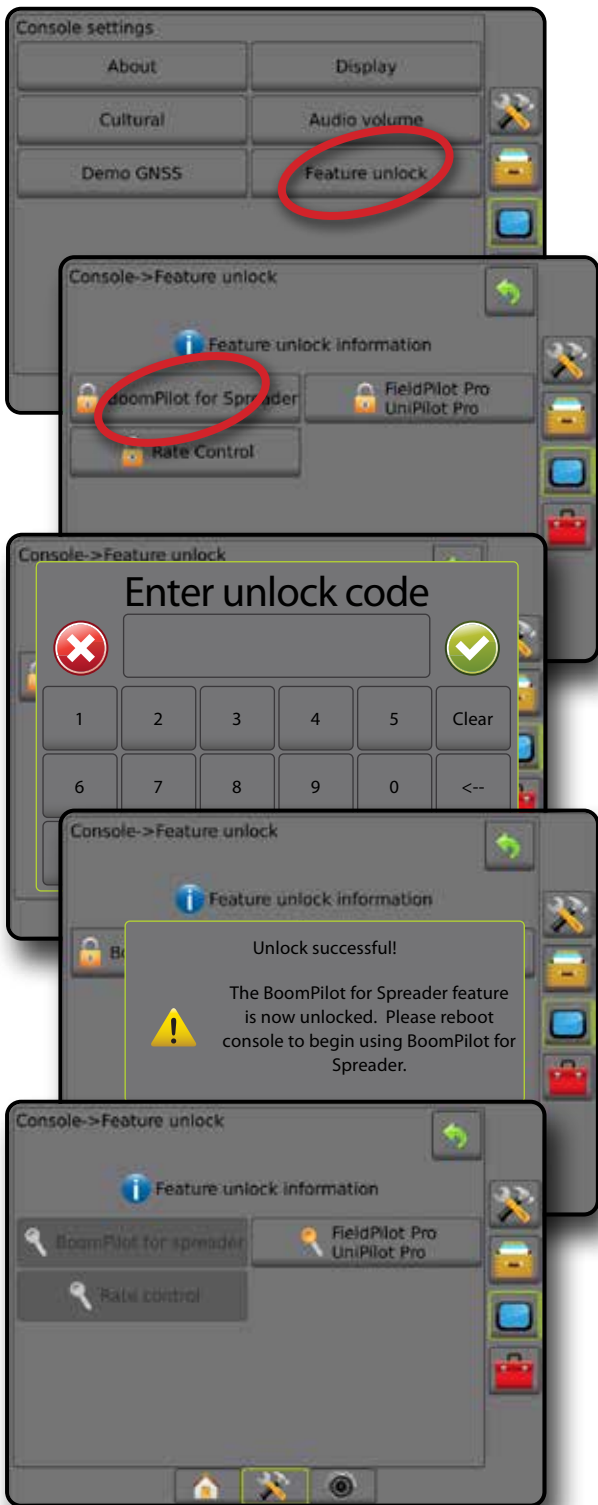 Console settings
About
Display
Cultural
Audio volume
Demo GNSS
Feature unlock
Console->Feature unlock
Feature unlock information
BoomPilot for Spreader
FieldPilot Pro
UniPilot Pro
Rate Control
Console->Feature unlock
Enter unlock code
1 2 3 4 5 Clear
6 7 8 9 0 <--
Console->Feature unlock
Feature unlock information
Bo
Unlock successful!
The BoomPilot for Spreader feature
is now unlocked. Please reboot
console to begin using BoomPilot for
Spreader.
Console->Feature unlock
Feature unlock information
BoomPilot for spreader
FieldPilot Pro
UniPilot Pro
Rate control